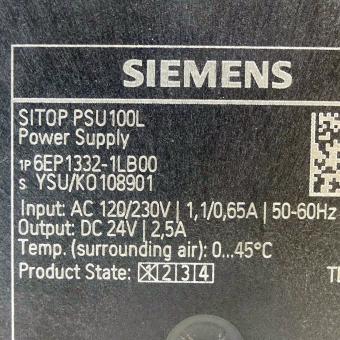 SIEMENS
SITOP PSU100L
Power Supply
1P 6EP1332-1LB00
S YSU/KO108901
Input: AC 120/230V | 1,1/0,65A | 50-60Hz
Output: DC 24V | 2,5A
Temp. (surrounding air): 0...45°C
Product State: X 2 3 4